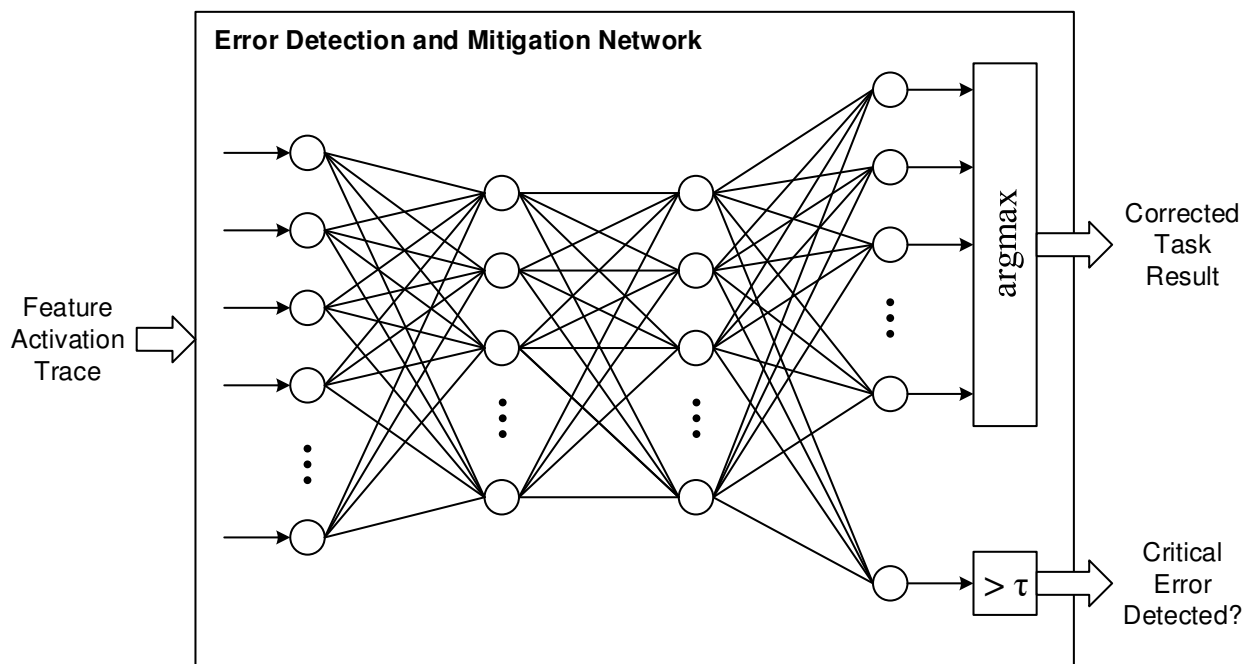 Error Detection and Mitigation Network
Feature
Activation
Trace
argmax
Corrected
Task
Result
> τ
Critical
Error
Detected?